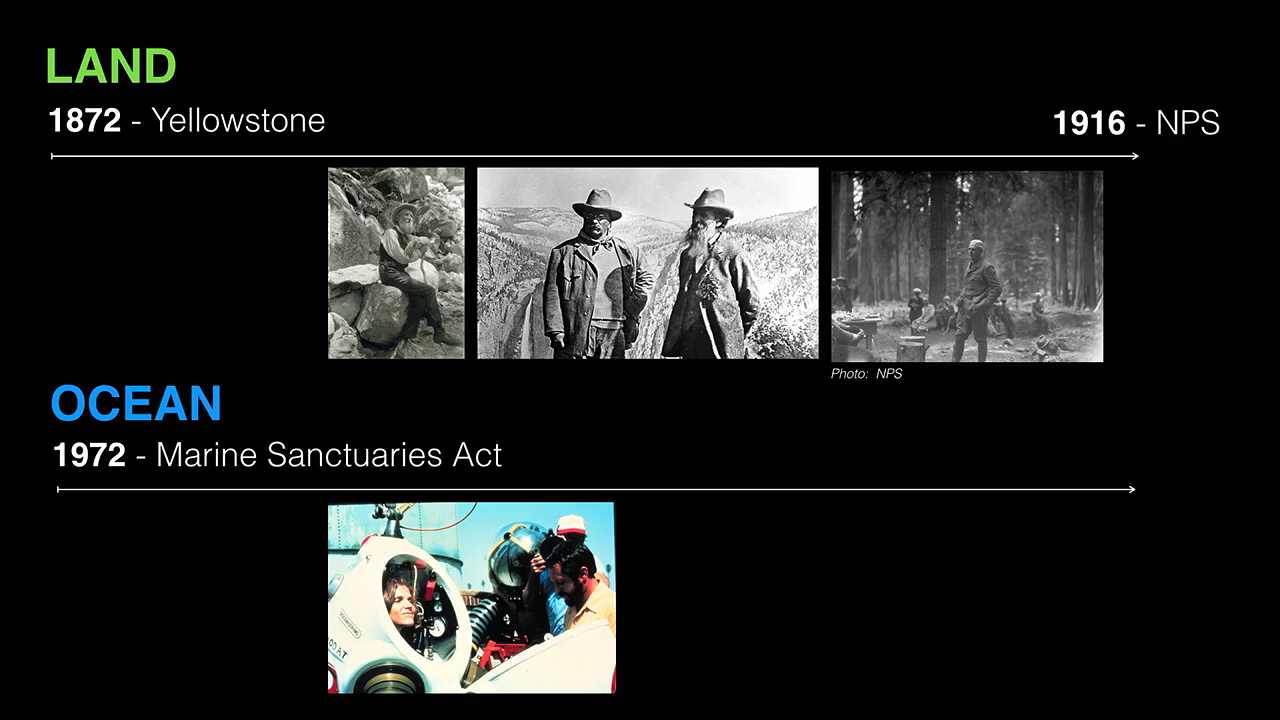 LAND
1872 - Yellowstone
1916 - NPS
Photo: NPS
OCEAN
1972 - Marine Sanctuaries Act